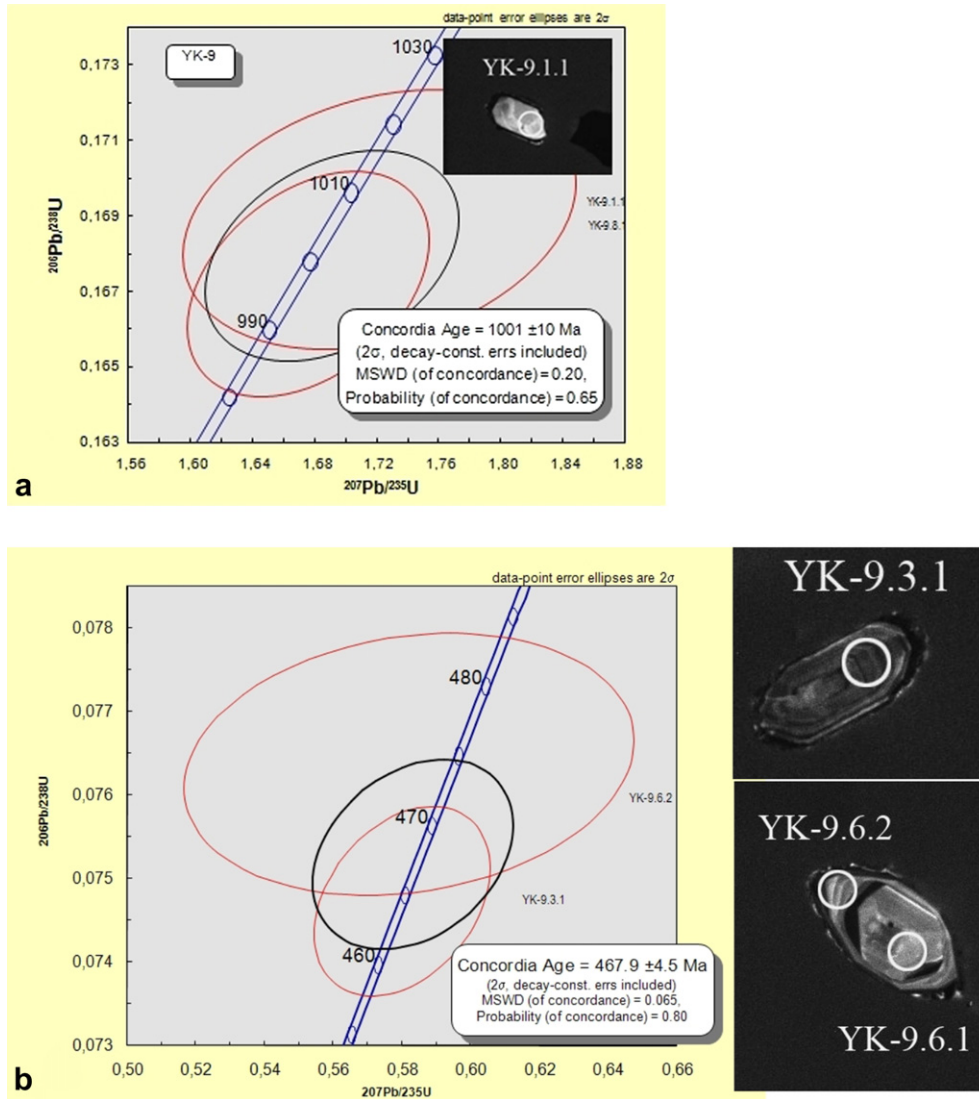 data-point error ellipses are 2σ
YK-9
YK-9.1.1
1030
1010
990
YK-9.1.1
YK-9.8.1
0,173
0,171
0,169
0,167
0,165
0,163
206Pb/238U
Concordia Age = 1001 ±10 Ma
(2σ, decay-const. errs included)
MSWD (of concordance) = 0.20,
Probability (of concordance) = 0.65
1,56 1,60 1,64 1,68 1,72 1,76 1,80 1,84 1,88
207Pb/235U
a
data-point error ellipses are 2σ
0,078
0,077
0,076
0,075
0,074
0,073
206Pb/238U
480
470
460
YK-9.6.2
YK-9.3.1
Concordia Age = 467.9 ±4.5 Ma
(2σ, decay-const. errs included)
MSWD (of concordance) = 0.065,
Probability (of concordance) = 0.80
0,50 0,52 0,54 0,56 0,58 0,60 0,62 0,64 0,66
207Pb/235U
b
YK-9.3.1
YK-9.6.2
YK-9.6.1